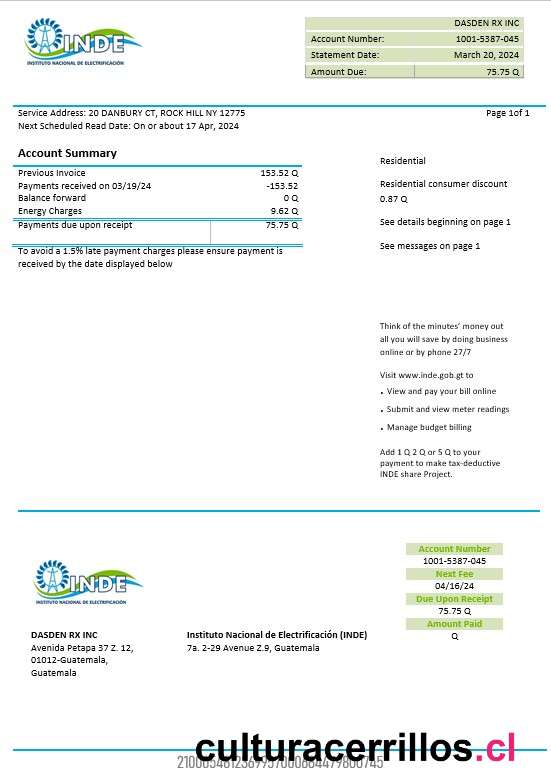 INDE
INSTITUTO NACIONAL DE ELECTRIFICACIÓN
DASDEN RX INC
Account Number: 1001-5387-045
Statement Date: March 20, 2024
Amount Due: 75.75 Q
Service Address: 20 DANBURY CT, ROCK HILL NY 12775
Page 1of 1
Next Scheduled Read Date: On or about 17 Apr, 2024
Account Summary
Previous Invoice 153.52 Q
Payments received on 03/19/24 -153.52
Balance forward 0 Q
Energy Charges 9.62 Q
Payments due upon receipt 75.75 Q
To avoid a 1.5% late payment charges please ensure payment is
received by the date displayed below
Residential
Residential consumer discount
0.87 Q
See details beginning on page 1
See messages on page 1
Think of the minutes' money out
all you will save by doing business
online or by phone 27/7
Visit www.inde.gob.gt to
• View and pay your bill online
• Submit and view meter readings
• Manage budget billing
Add 1 Q 2 Q or 5 Q to your
payment to make tax-deductive
INDE share Project.
INDE
INSTITUTO NACIONAL DE ELECTRIFICACIÓN
Account Number
1001-5387-045
Next Fee
04/16/24
Due Upon Receipt
75.75 Q
Amount Paid
Q
DASDEN RX INC
Avenida Petapa 37 Z. 12,
01012-Guatemala,
Guatemala
Instituto Nacional de Electrificación (INDE)
7a. 2-29 Avenue Z.9, Guatemala
culturacerrillos.cl